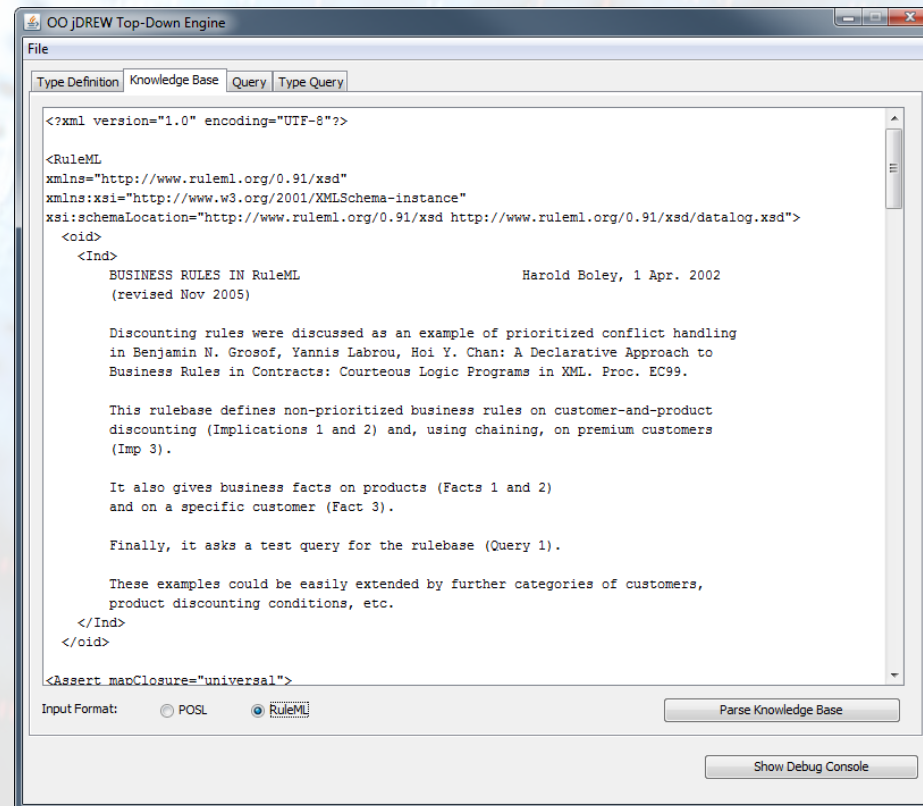 OO jDREW Top-Down Engine
File
Type Definition Knowledge Base Query Type Query
<?xml version="1.0" encoding="UTF-8"?>
<RuleML
xmlns="http://www.ruleml.org/0.91/xsd"
xmlns:xsi="http://www.w3.org/2001/XMLSchema-instance"
xsi:schemaLocation="http://www.ruleml.org/0.91/xsd http://www.ruleml.org/0.91/xsd/datalog.xsd">
<oid>
<Ind>
BUSINESS RULES IN RuleML Harold Boley, 1 Apr. 2002
(revised Nov 2005)
Discounting rules were discussed as an example of prioritized conflict handling
in Benjamin N. Grosof, Yannis Labrou, Hoi Y. Chan: A Declarative Approach to
Business Rules in Contracts: Courteous Logic Programs in XML. Proc. EC99.
This rulebase defines non-prioritized business rules on customer-and-product
discounting (Implications 1 and 2) and, using chaining, on premium customers
(Imp 3).
It also gives business facts on products (Facts 1 and 2)
and on a specific customer (Fact 3).
Finally, it asks a test query for the rulebase (Query 1).
These examples could be easily extended by further categories of customers,
product discounting conditions, etc.
</Ind>
</oid>
<Assert mapClosure="universal">
Input Format: POSL RuleML Parse Knowledge Base
Show Debug Console